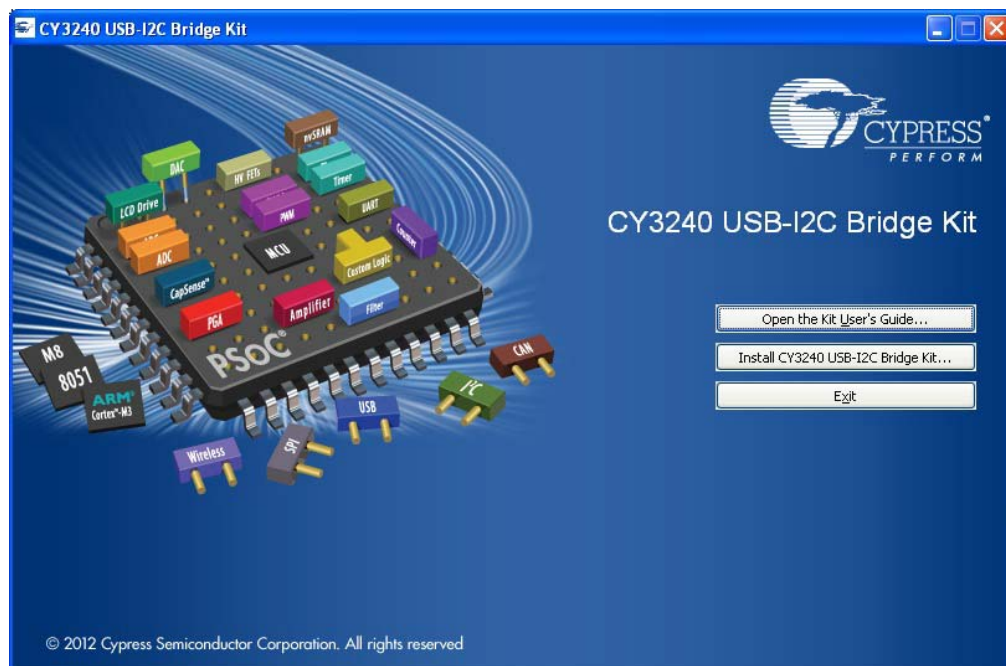 CY3240 USB-I2C Bridge Kit
CYPRESS®
PERFORM
CY3240 USB-I2C Bridge Kit
Open the Kit User's Guide...
Install CY3240 USB-I2C Bridge Kit...
Exit
nvSRAM
DAC
HV FETs
Timer
LCD Drive
PWM
UART
ADC
MCU
Counter
CapSense™
Custom Logic
PGA
Amplifier
Filter
PSOC®
M8
8051
ARM®
Cortex™-M3
CAN
I²C
USB
SPI
Wireless
© 2012 Cypress Semiconductor Corporation. All rights reserved